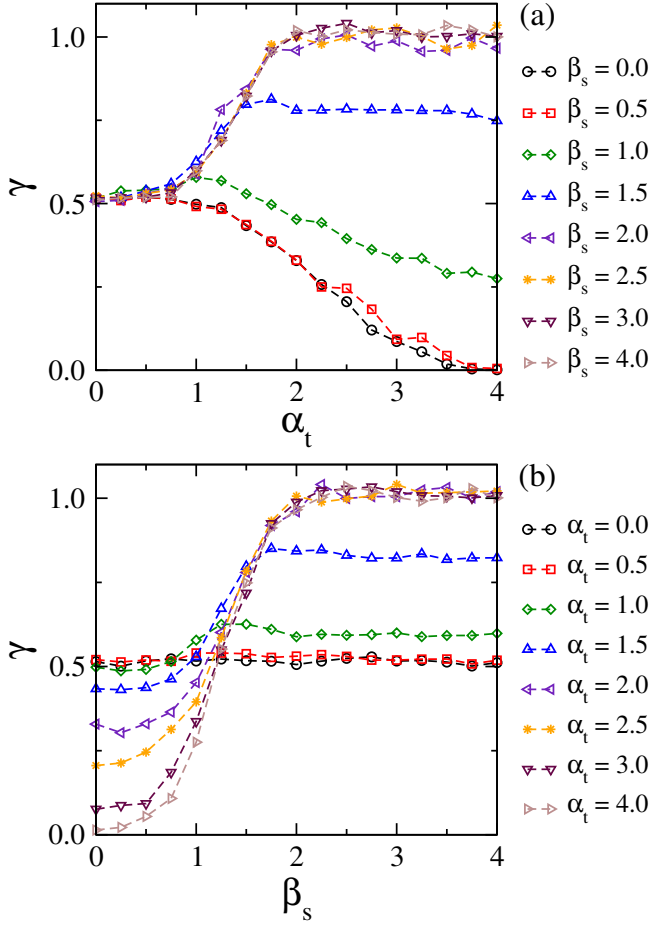 (a)
1.0
0.5
0.0
γ
0 1 2 3 4
α_t
β_s = 0.0
β_s = 0.5
β_s = 1.0
β_s = 1.5
β_s = 2.0
β_s = 2.5
β_s = 3.0
β_s = 4.0
(b)
1.0
0.5
0.0
γ
0 1 2 3 4
β_s
α_t = 0.0
α_t = 0.5
α_t = 1.0
α_t = 1.5
α_t = 2.0
α_t = 2.5
α_t = 3.0
α_t = 4.0